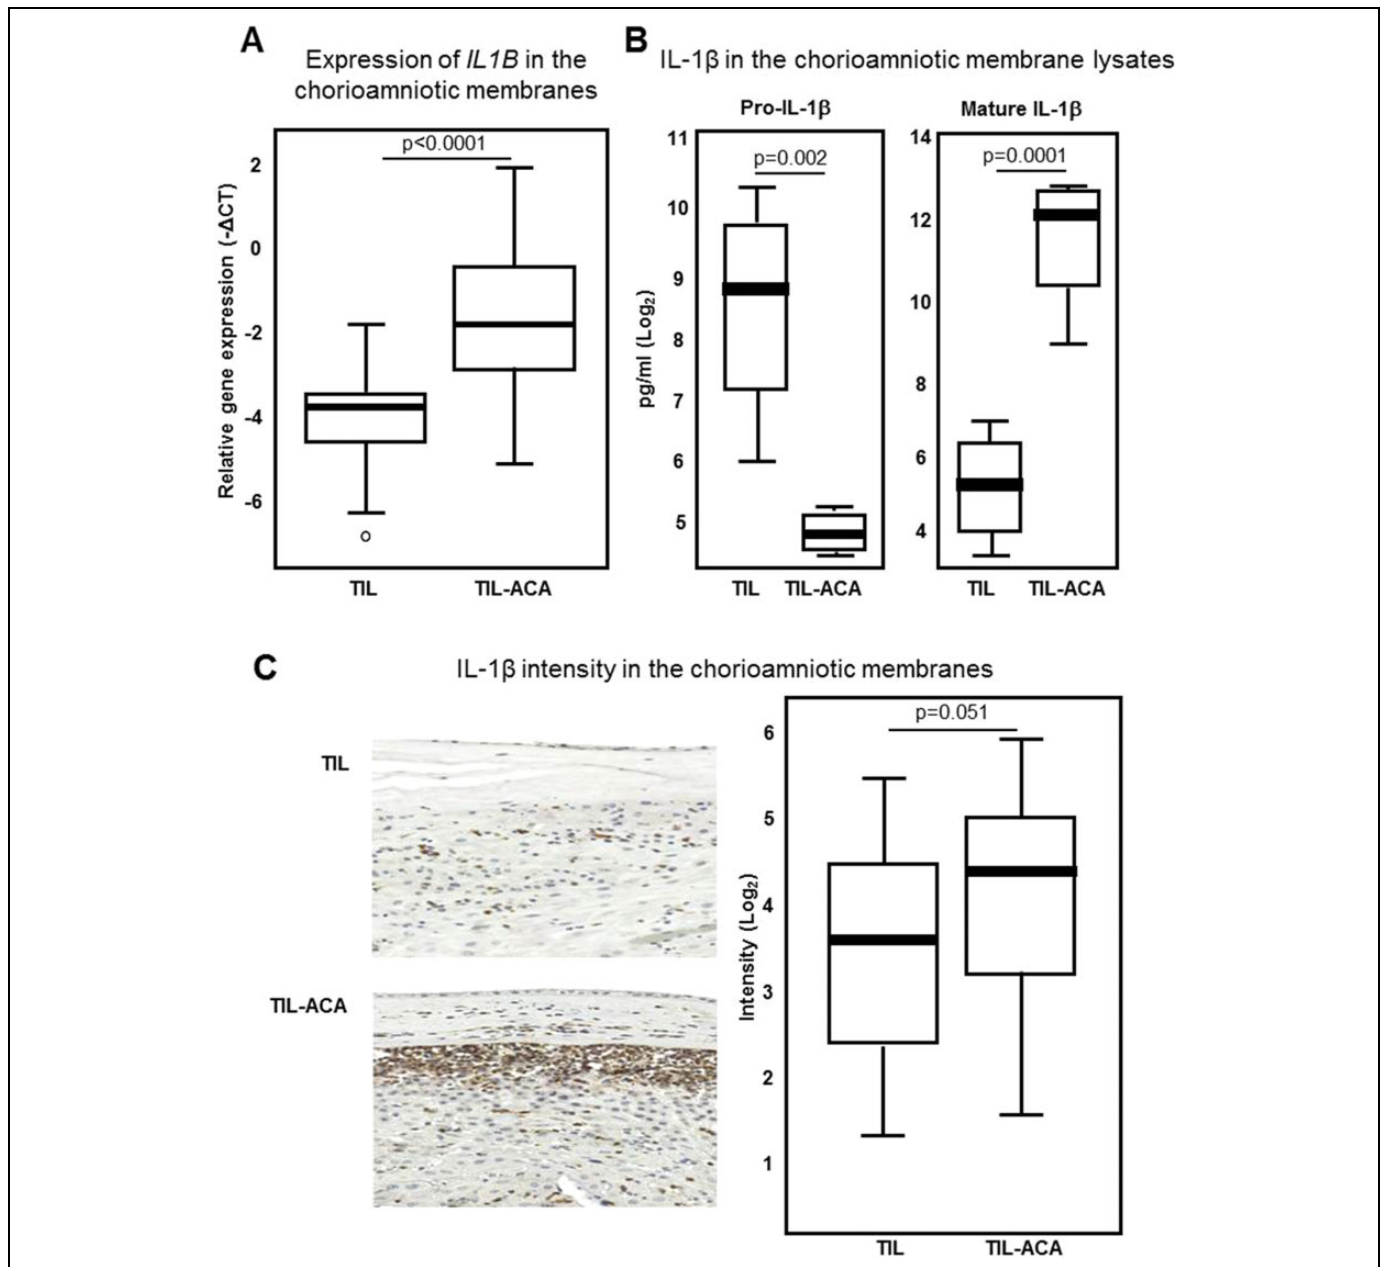 A
Expression of IL1B in the
chorioamniotic membranes
Relative gene expression (-ΔCT)
2
0
-2
-4
-6
p<0.0001
TIL
TIL-ACA
B
IL-1β in the chorioamniotic membrane lysates
Pro-IL-1β
pg/ml (Log₂)
11
10
9
8
7
6
5
p=0.002
TIL
TIL-ACA
Mature IL-1β
14
12
10
8
6
4
p=0.0001
TIL
TIL-ACA
C
IL-1β intensity in the chorioamniotic membranes
TIL
TIL-ACA
Intensity (Log₂)
6
5
4
3
2
1
p=0.051
TIL
TIL-ACA